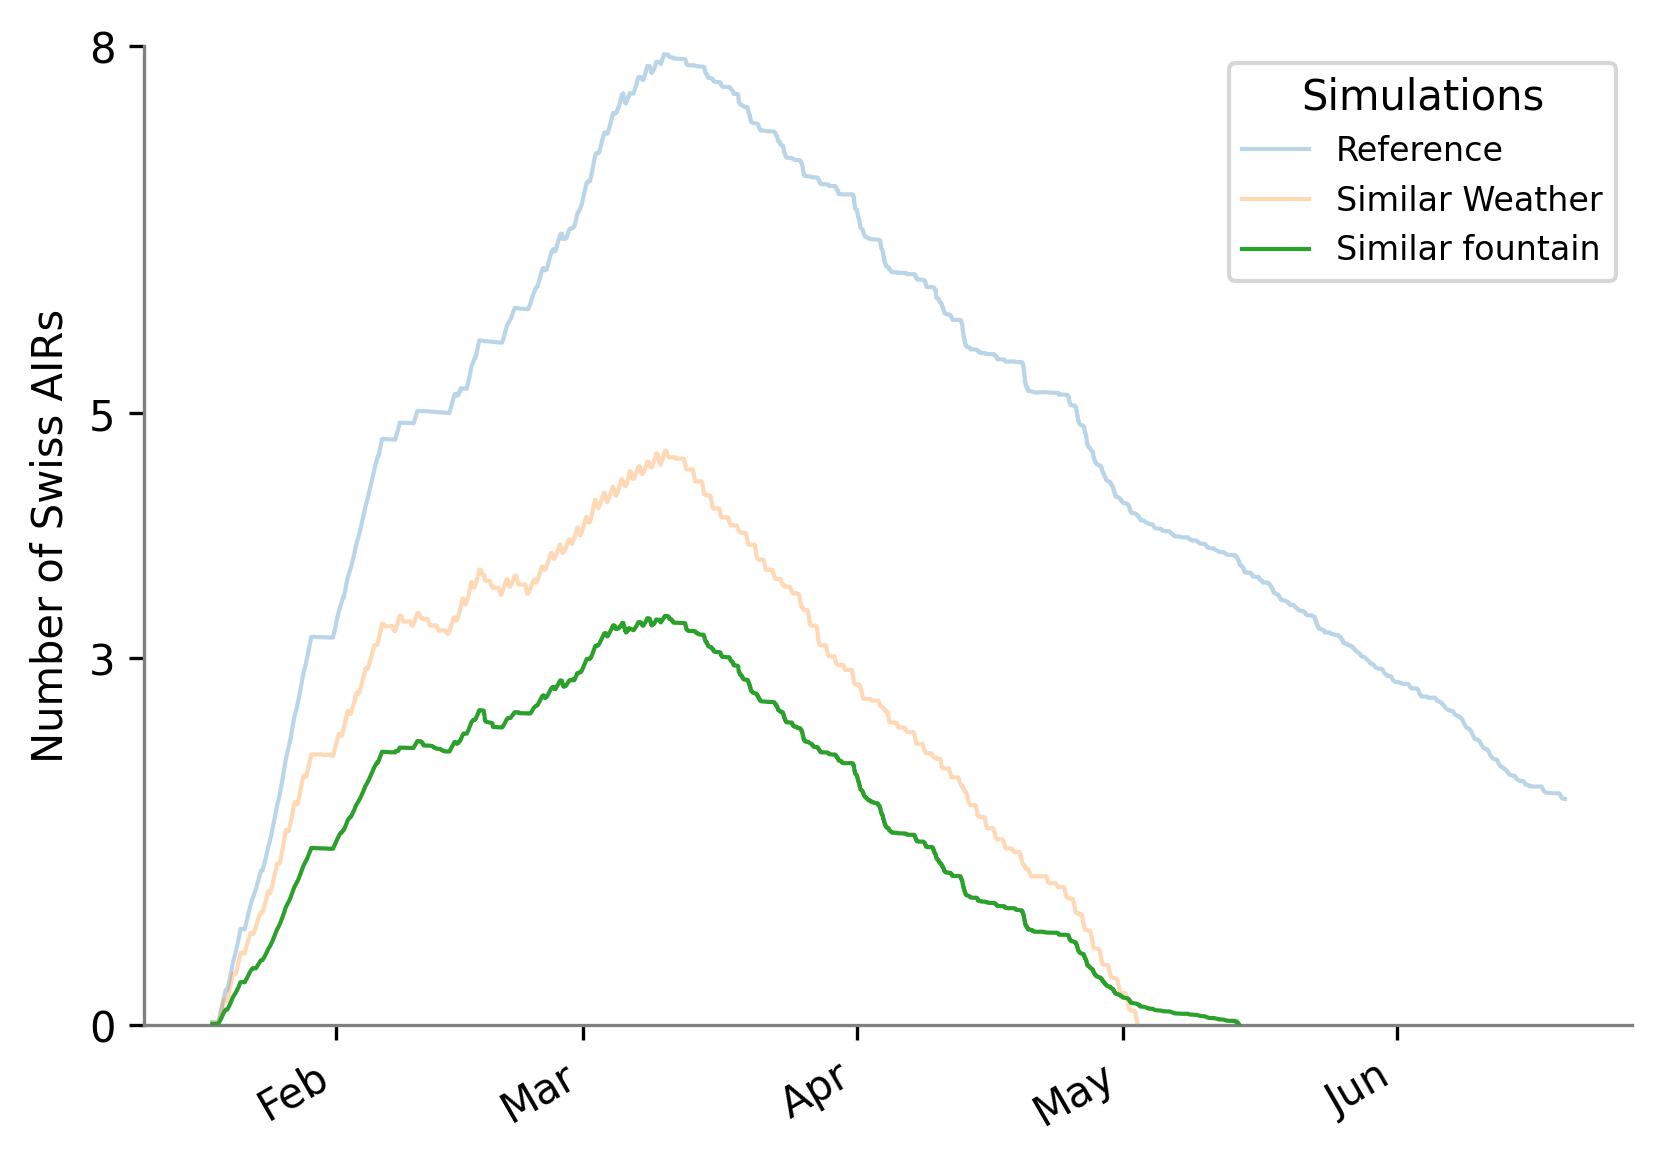 8
5
3
0
Number of Swiss AIRs
Simulations
Reference
Similar Weather
Similar fountain
Feb
Mar
Apr
May
Jun